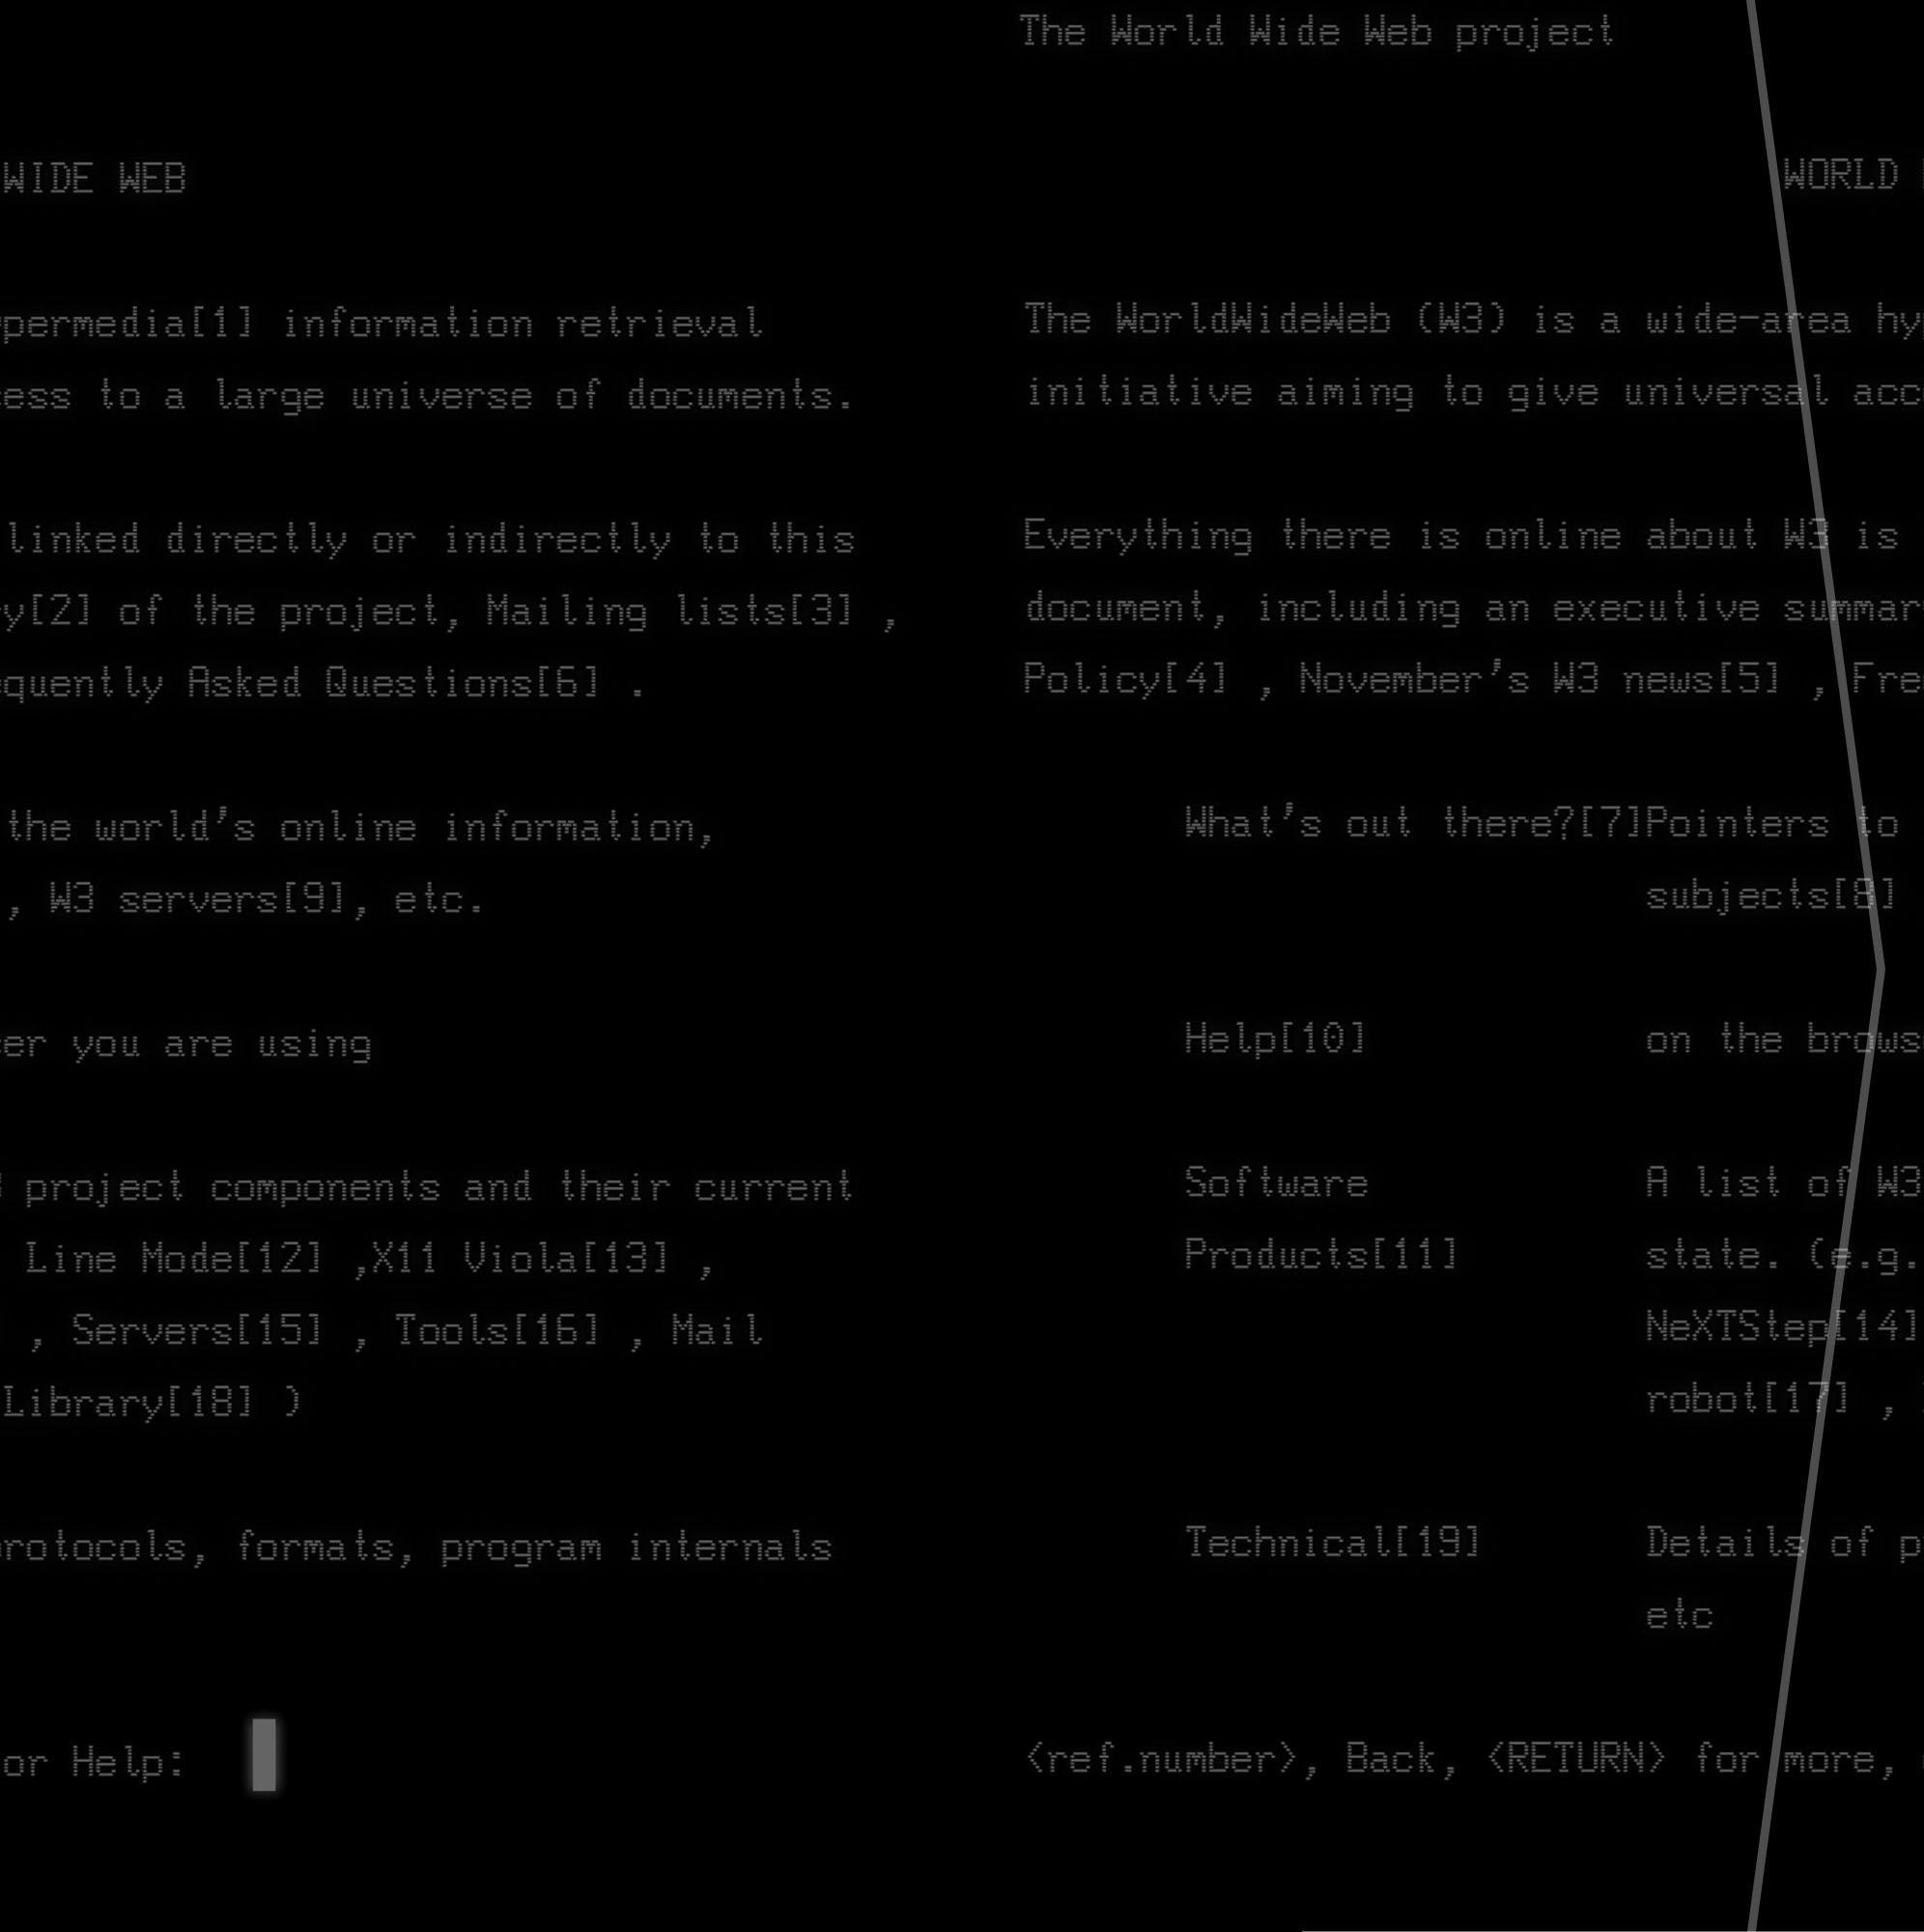 WIDE WEB
permedia[1] information retrieval
ess to a large universe of documents.
linked directly or indirectly to this
y[2] of the project, Mailing lists[3] ,
quently Asked Questions[6] .
the world's online information,
, W3 servers[9], etc.
er you are using
project components and their current
Line Mode[12] ,X11 Viola[13] ,
, Servers[15] , Tools[16] , Mail
Library[18] )
rotocols, formats, program internals
or Help:
The World Wide Web project
WORLD
The WorldWideWeb (W3) is a wide-area hy
initiative aiming to give universal acc
Everything there is online about W3 is
document, including an executive summar
Policy[4] , November's W3 news[5] , Fre
What's out there?[7]Pointers to
subjects[8]
Help[10] on the brows
Software A list of W3
Products[11] state. (e.g.
NeXTStep[14]
robot[17] ,
Technical[19] Details of p
etc
<ref.number>, Back, <RETURN> for more,